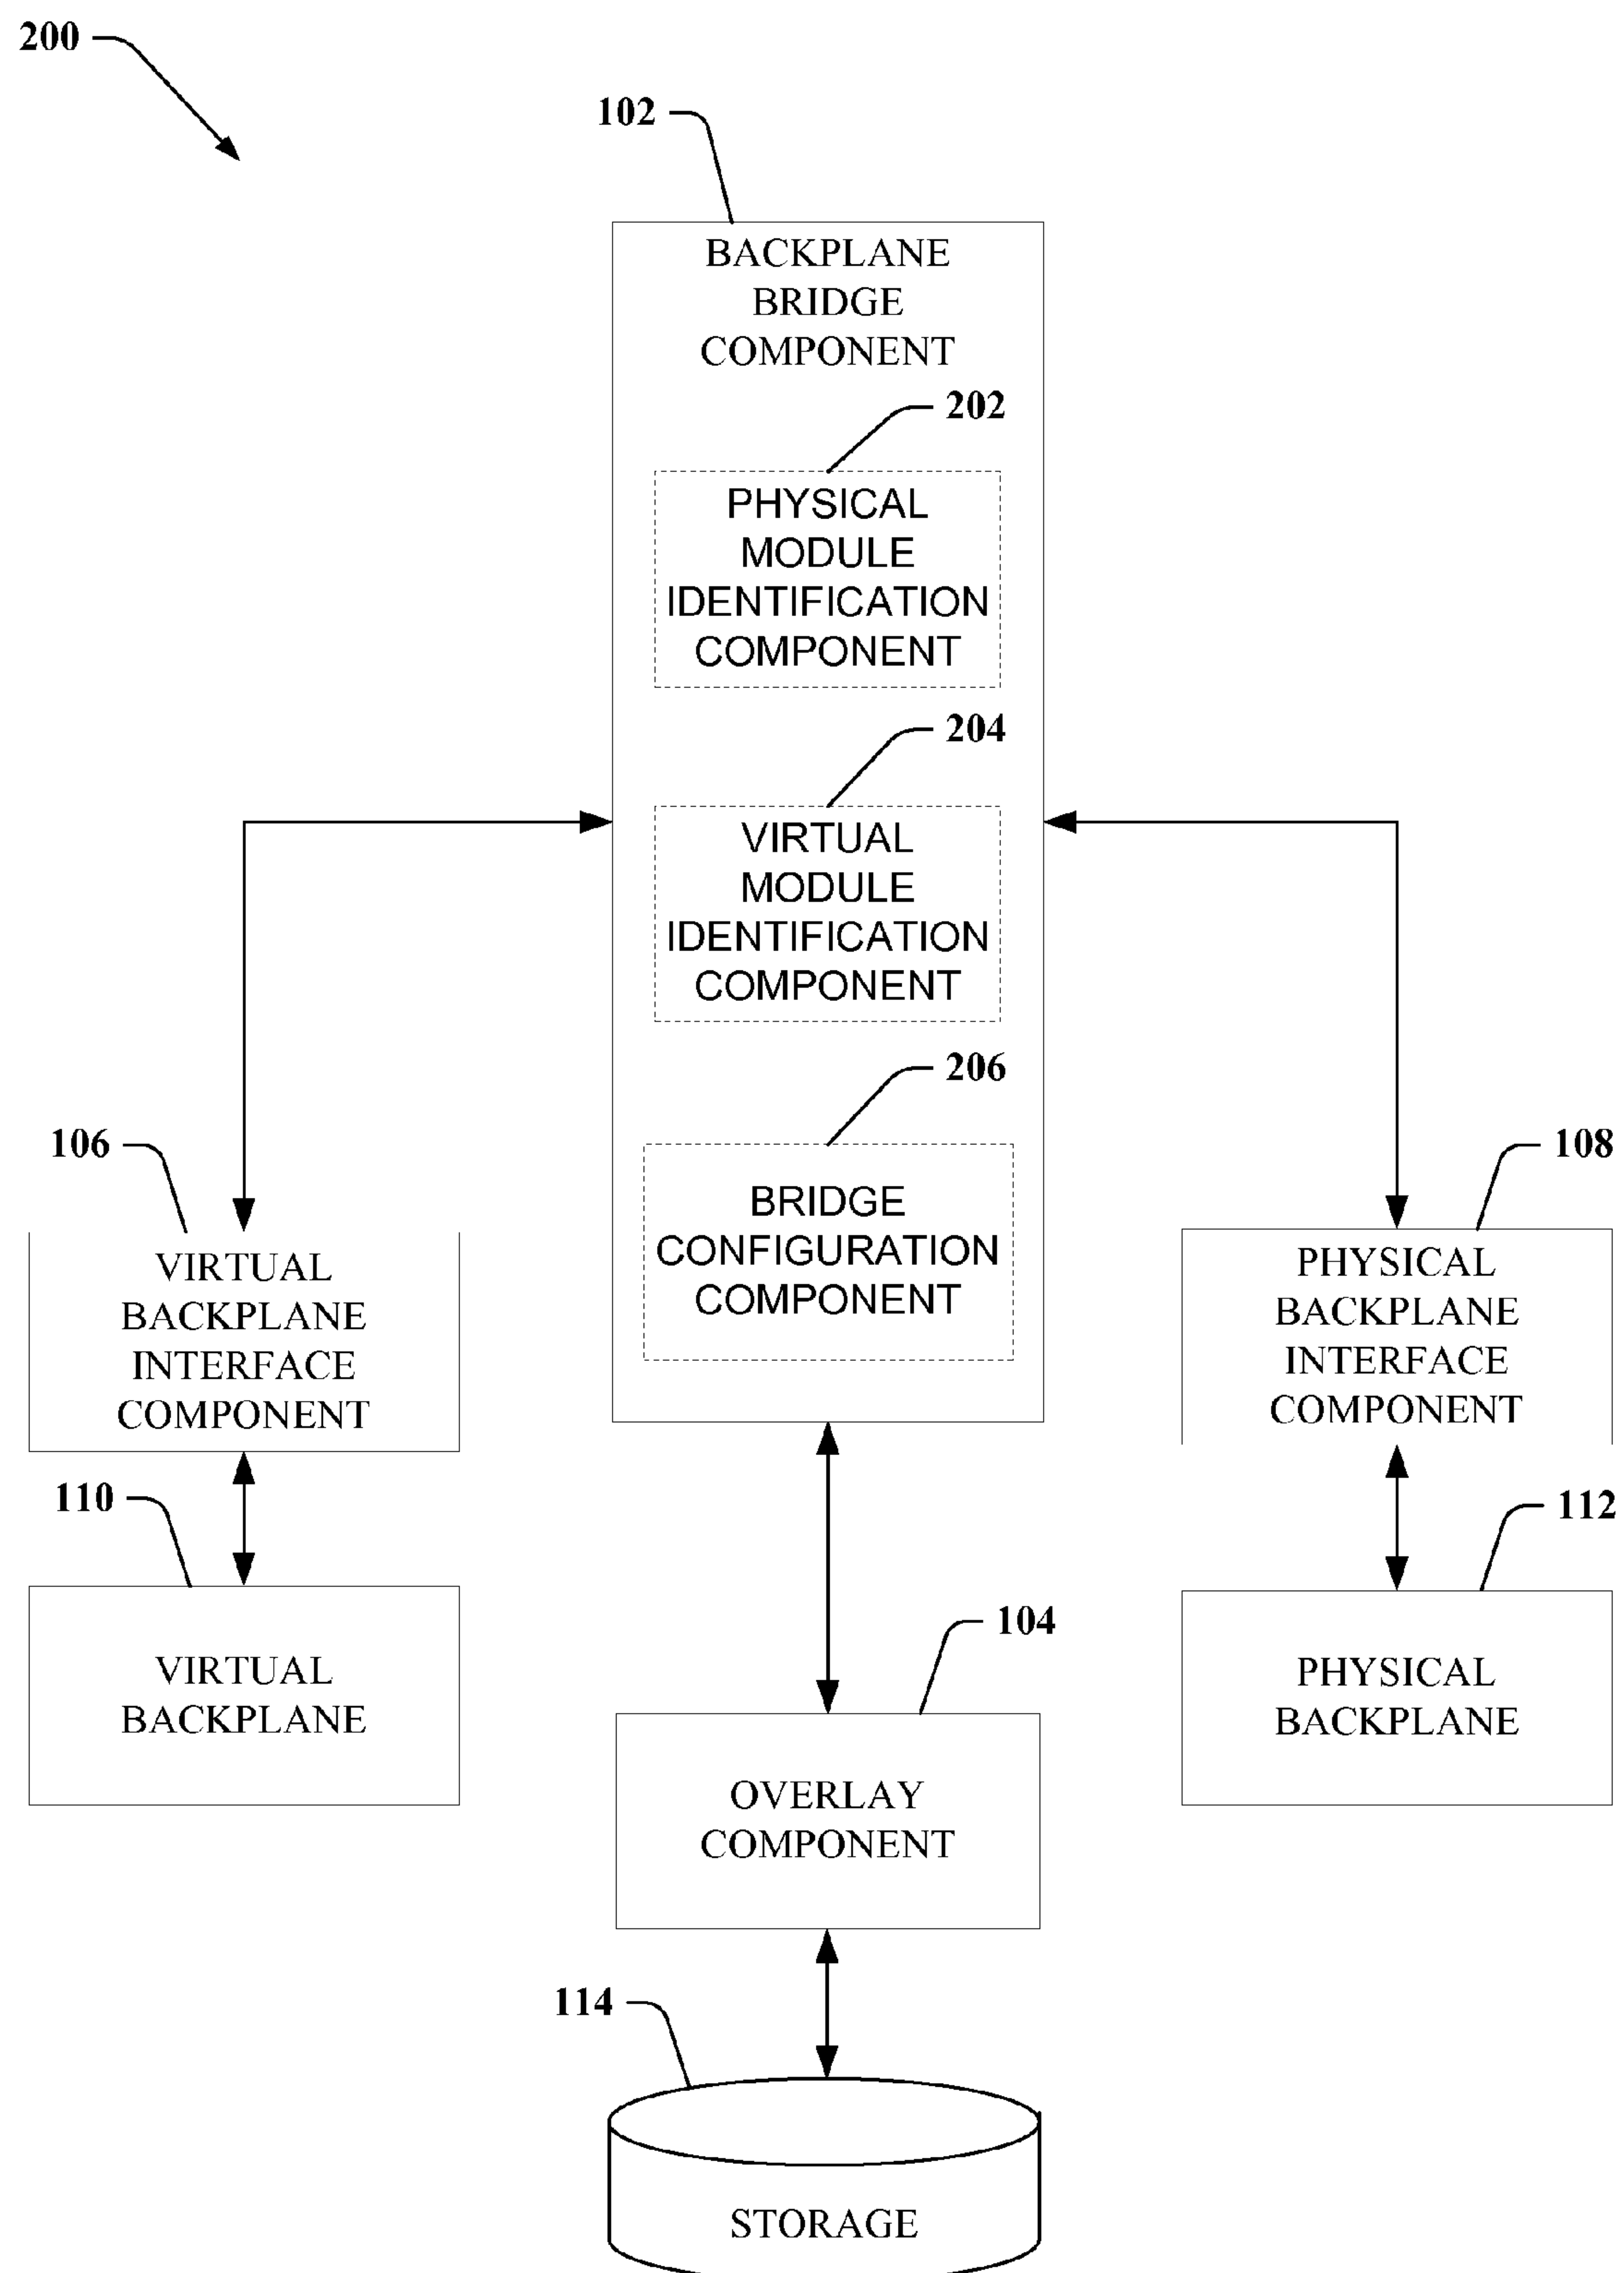 200
102
BACKPLANE
BRIDGE
COMPONENT
202
PHYSICAL
MODULE
IDENTIFICATION
COMPONENT
204
VIRTUAL
MODULE
IDENTIFICATION
COMPONENT
206
BRIDGE
CONFIGURATION
COMPONENT
106
VIRTUAL
BACKPLANE
INTERFACE
COMPONENT
108
PHYSICAL
BACKPLANE
INTERFACE
COMPONENT
110
VIRTUAL
BACKPLANE
112
PHYSICAL
BACKPLANE
104
OVERLAY
COMPONENT
114
STORAGE